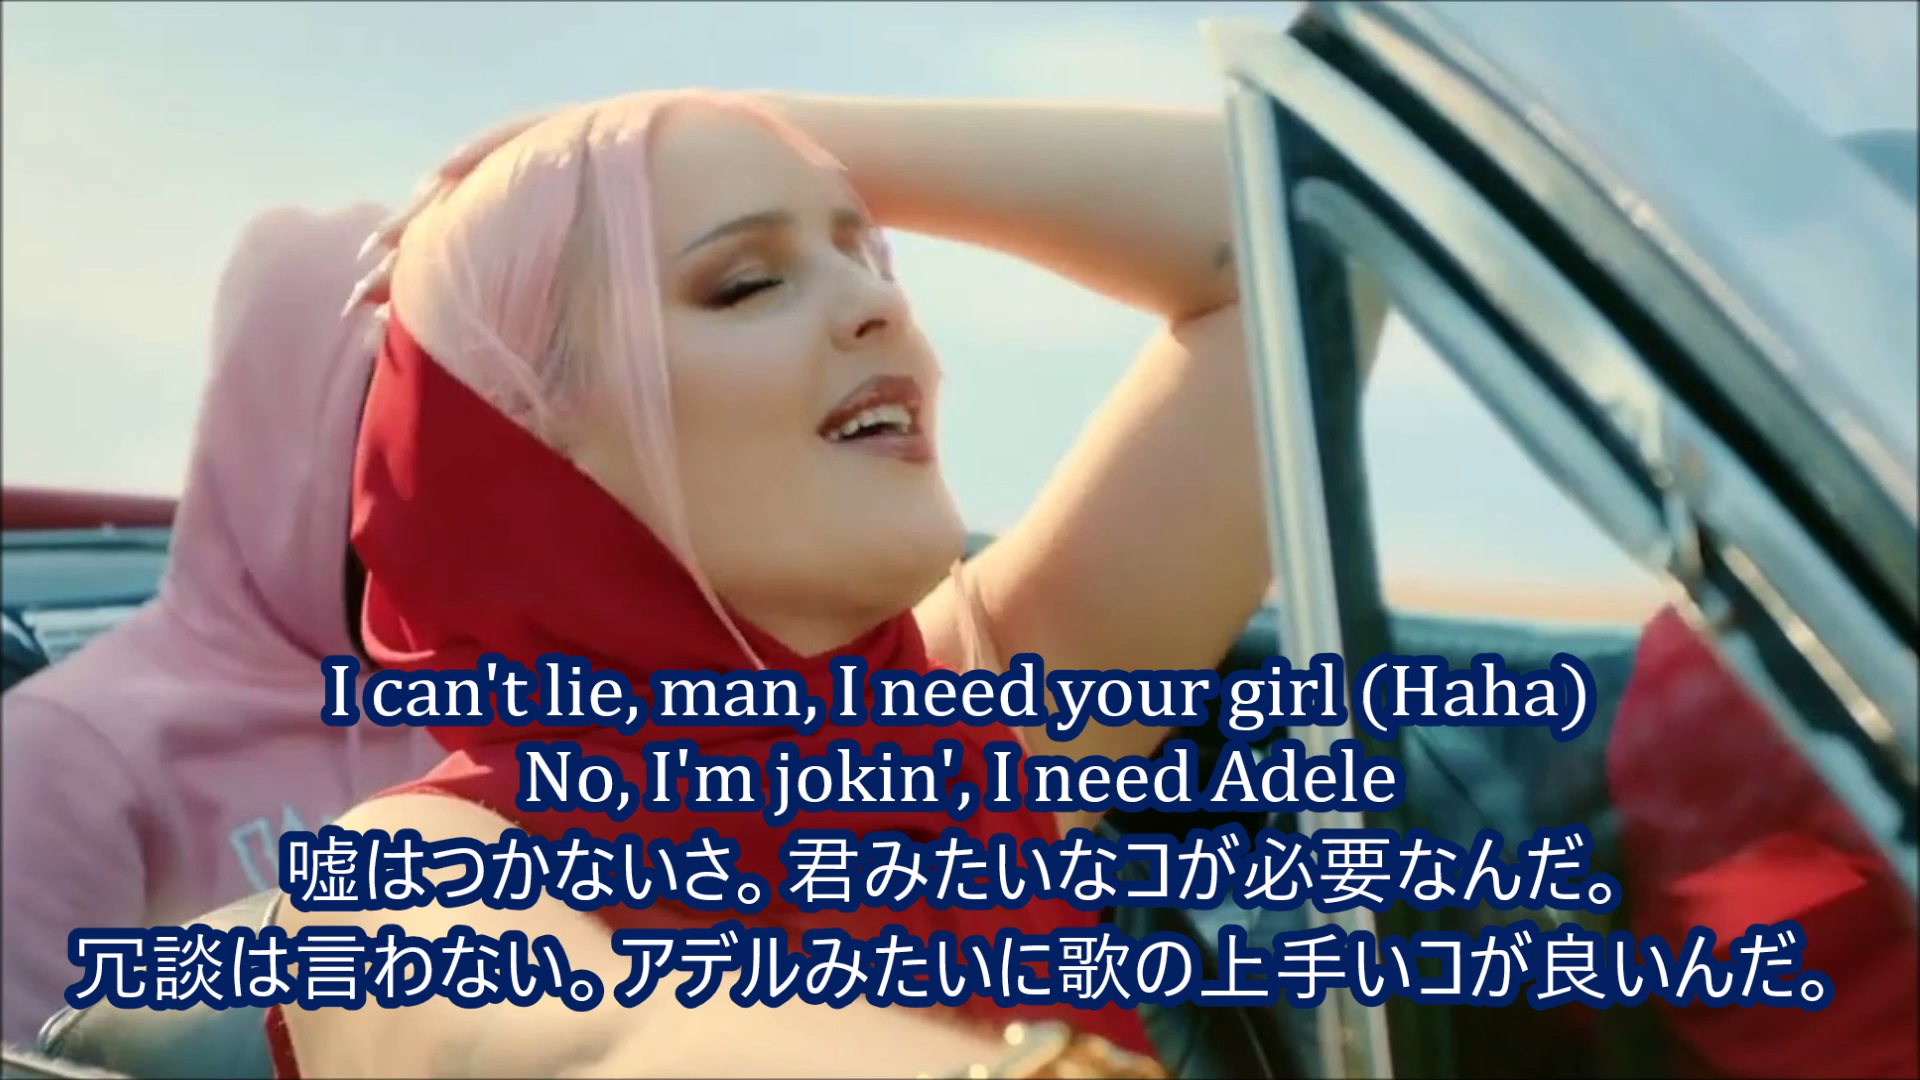 I can't lie, man, I need your girl (Haha)
No, I'm jokin', I need Adele
嘘はつかないさ。君みたいなコが必要なんだ。
冗談は言わない。アデルみたいに歌の上手いコが良いんだ。